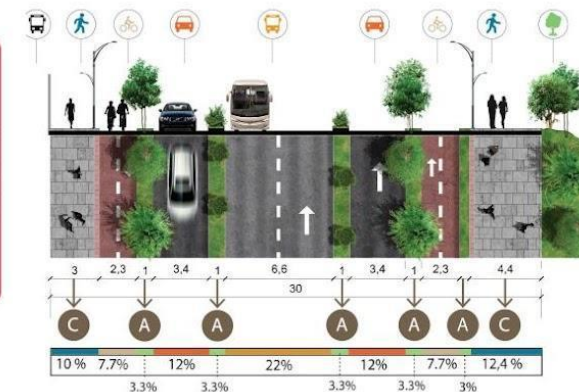 3 2,3 1 3,4 1 6,6 1 3,4 1 2,3 4,4
30
C A A A A A C
10 % 7.7% 12% 22% 12% 7.7% 12,4 %
3.3% 3.3% 3.3% 3.3% 3%